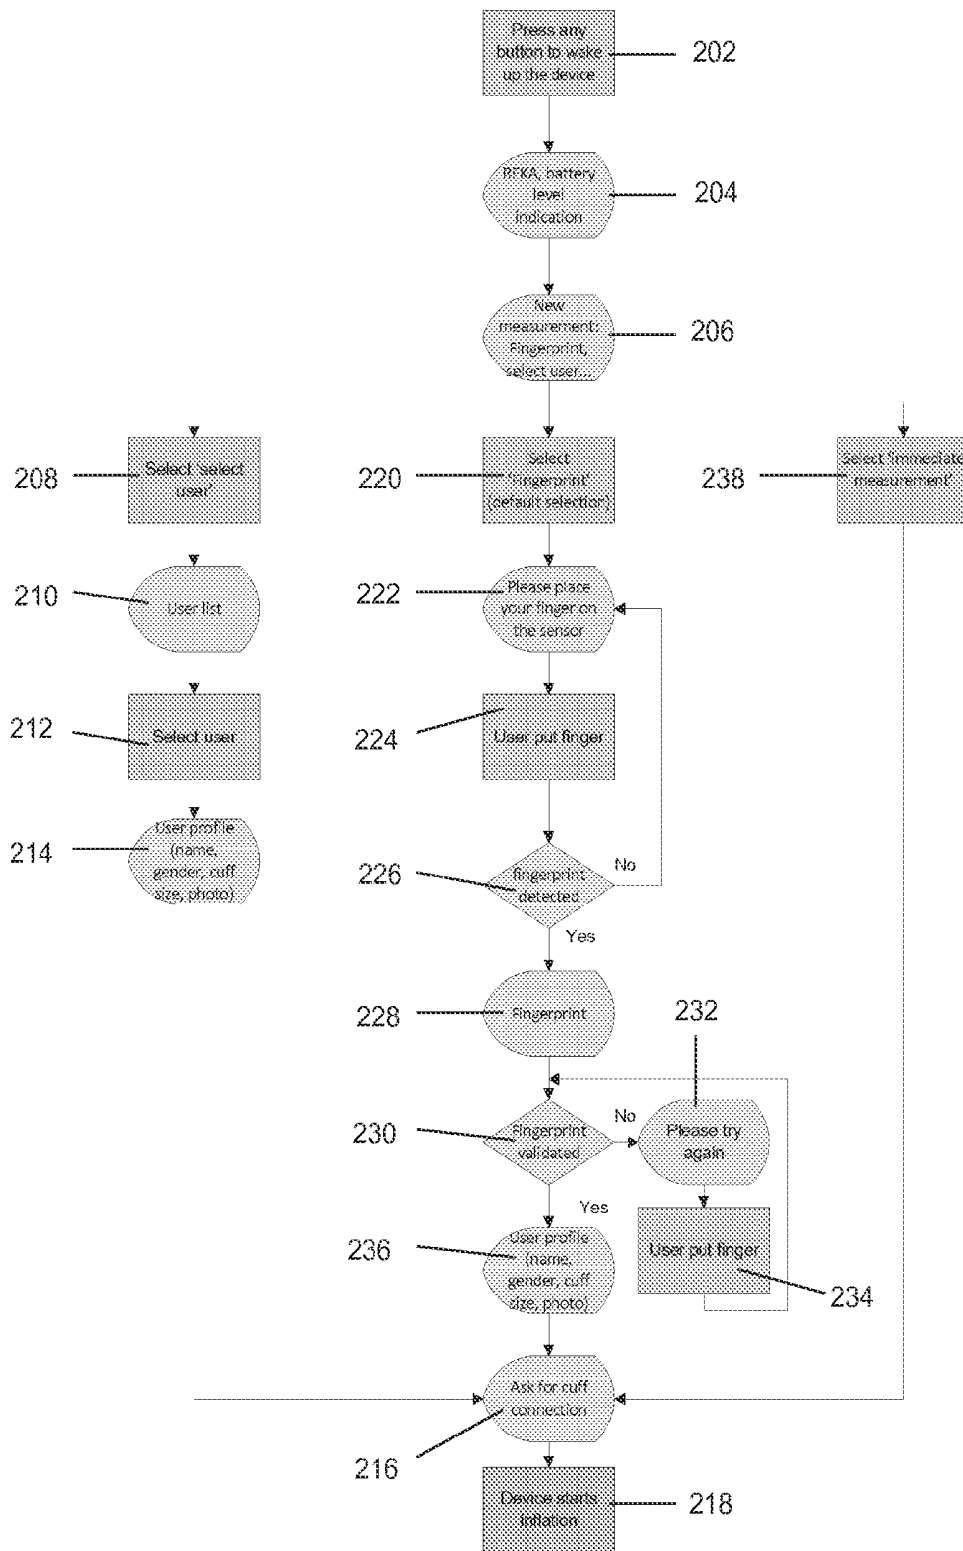 Press any
button to wake
up the device
202
battery
level
indication
204
New
measurement:
Fingerprint,
select user...
206
208
Select 'select
user'
220
Select
'Fingerprint'
(default selection)
238
Select 'immediate
measurement'
210
User list
222
Please place
your finger on
the sensor
212
Select user
224
User put finger
214
User profile
(name,
gender, cuff
size, photo)
226
fingerprint
detected
No
Yes
228
Fingerprint
232
230
Fingerprint
validated
No
Please try
again
Yes
236
User profile
(name,
gender, cuff
size, photo)
User put finger
234
Ask for cuff
connection
216
Device starts
inflation
218